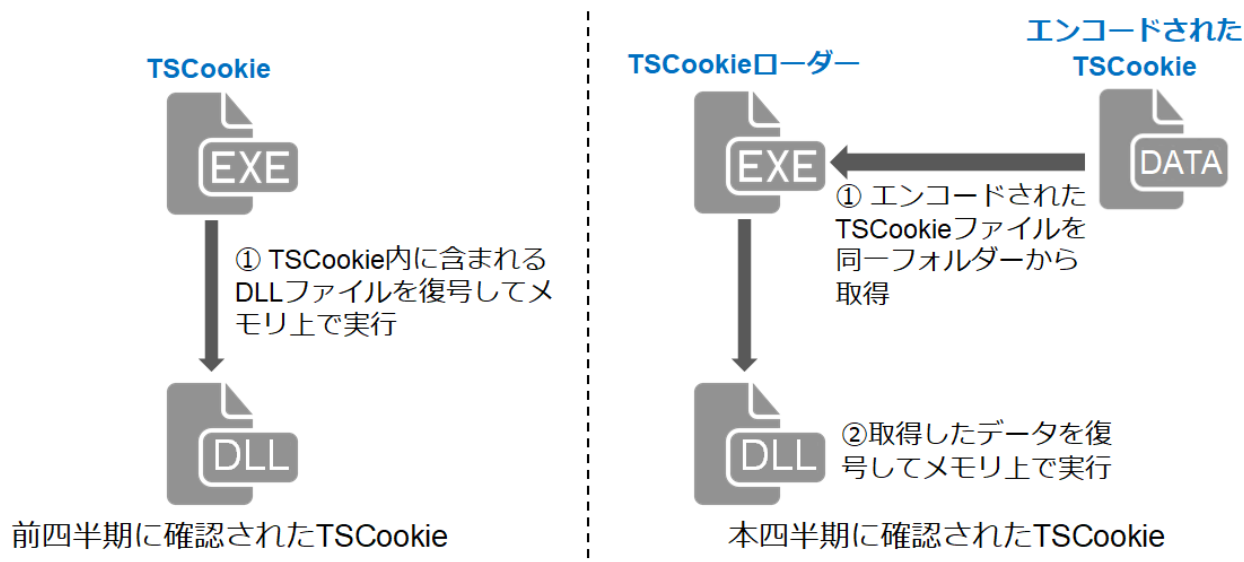 TSCookie
EXE
① TSCookie内に含まれる
DLLファイルを復号してメ
モリ上で実行
DLL
前四半期に確認されたTSCookie
TSCookieローダー
エンコードされた
TSCookie
EXE
DATA
① エンコードされた
TSCookieファイルを
同一フォルダーから
取得
DLL
②取得したデータを復
号してメモリ上で実行
本四半期に確認されたTSCookie